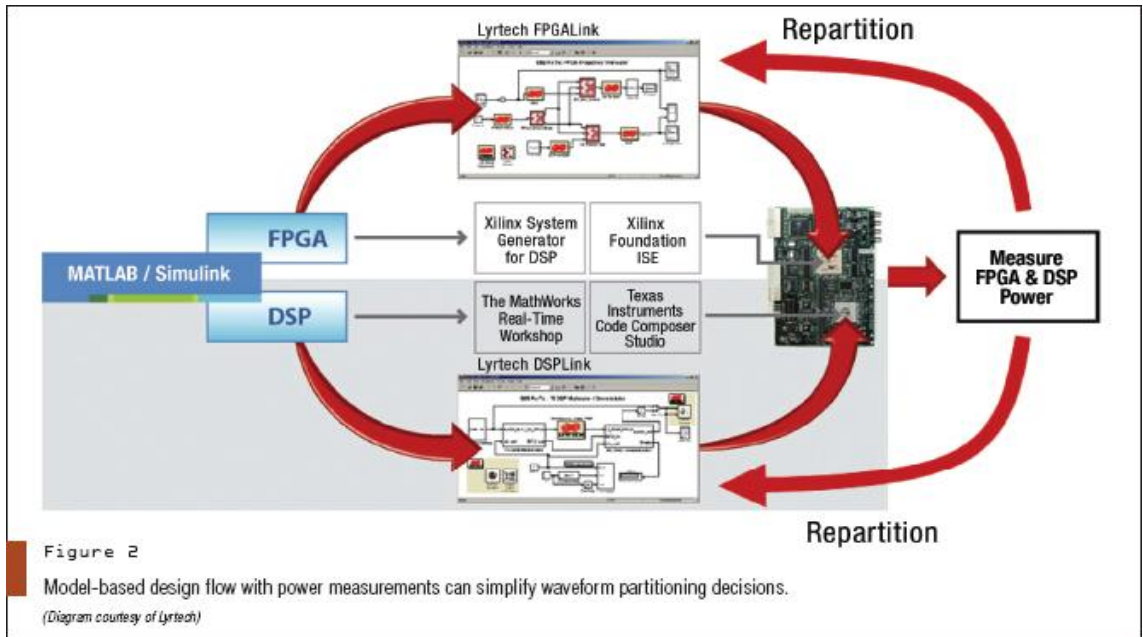 Lyrtech FPGALink
Repartition
FPGA
Xilinx System
Generator
for DSP
Xilinx
Foundation
ISE
MATLAB / Simulink
Measure
FPGA & DSP
Power
DSP
The MathWorks
Real-Time
Workshop
Texas
Instruments
Code Composer
Studio
Lyrtech DSPLink
Repartition
Figure 2
Model-based design flow with power measurements can simplify waveform partitioning decisions.
(Diagram courtesy of Lyrtech)